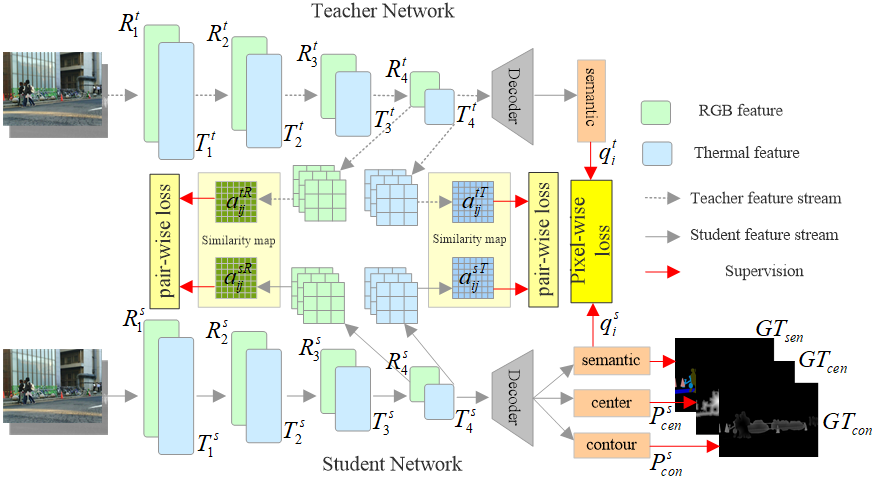 Teacher Network
R_1^t
R_2^t
R_3^t
R_4^t
T_1^t
T_2^t
T_3^t
T_4^t
Decoder
semantic
q_i^t
RGB feature
Thermal feature
Teacher feature stream
Student feature stream
Supervision
pair-wise loss
a_{ij}^{tR}
Similarity map
a_{ij}^{sR}
a_{ij}^{tT}
Similarity map
a_{ij}^{sT}
pair-wise loss
Pixel-wise
loss
q_i^s
R_1^s
R_2^s
R_3^s
R_4^s
T_1^s
T_2^s
T_3^s
T_4^s
Decoder
semantic
center
contour
P_{cen}^s
P_{con}^s
GT_{sen}
GT_{cen}
GT_{con}
Student Network